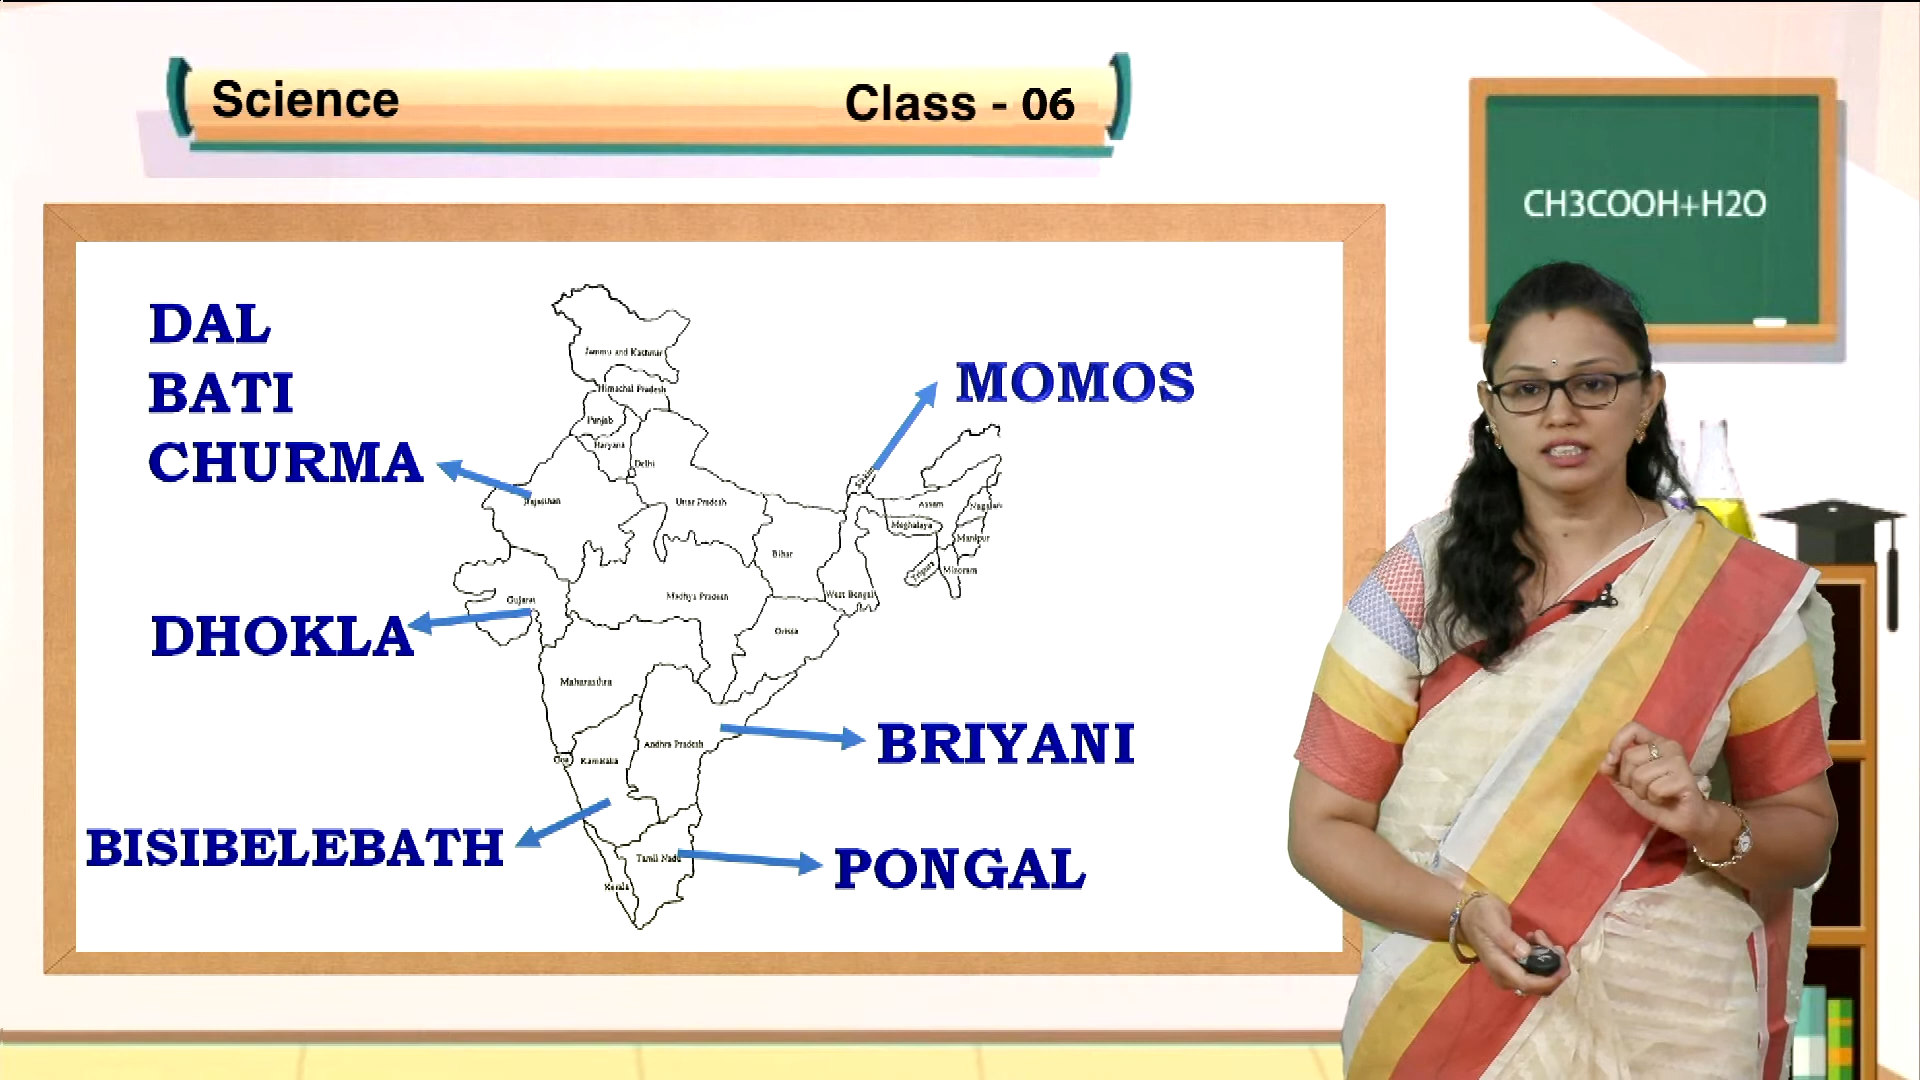 Science
Class - 06
CH3COOH+H2O
DAL
BATI
CHURMA
DHOKLA
BISIBELEBATH
MOMOS
BRIYANI
PONGAL
Jammu and Kashmir
Himachal Pradesh
Punjab
Haryana
Delhi
Rajasthan
Uttar Pradesh
Assam
Nagaland
Meghalaya
Manipur
Bihar
Tripura
Mizoram
Gujarat
Madhya Pradesh
West Bengal
Orissa
Maharasthra
Andhra Pradesh
Goa
Karnataka
Tamil Nadu
Kerala